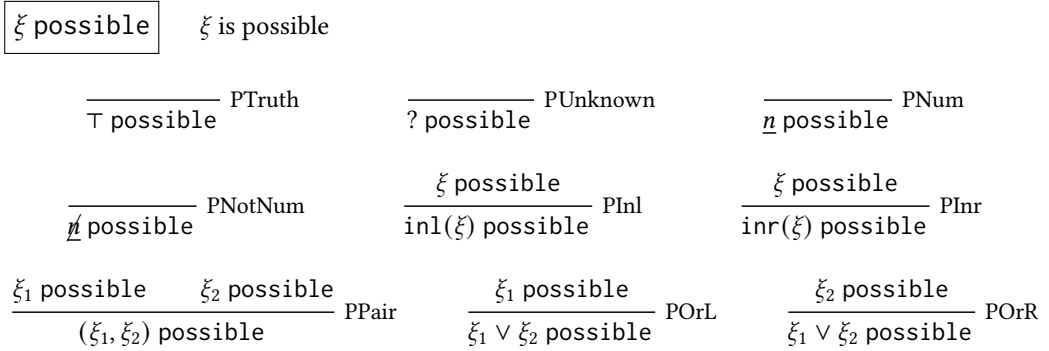 ξ possible ξ is possible
⊤ possible PTruth ? possible PUnknown n̲ possible PNum
n̸̲ possible PNotNum ξ possible inl(ξ) possible PInl ξ possible inr(ξ) possible PInr
ξ₁ possible ξ₂ possible (ξ₁, ξ₂) possible PPair ξ₁ possible ξ₁ ∨ ξ₂ possible POrL ξ₂ possible ξ₁ ∨ ξ₂ possible POrR